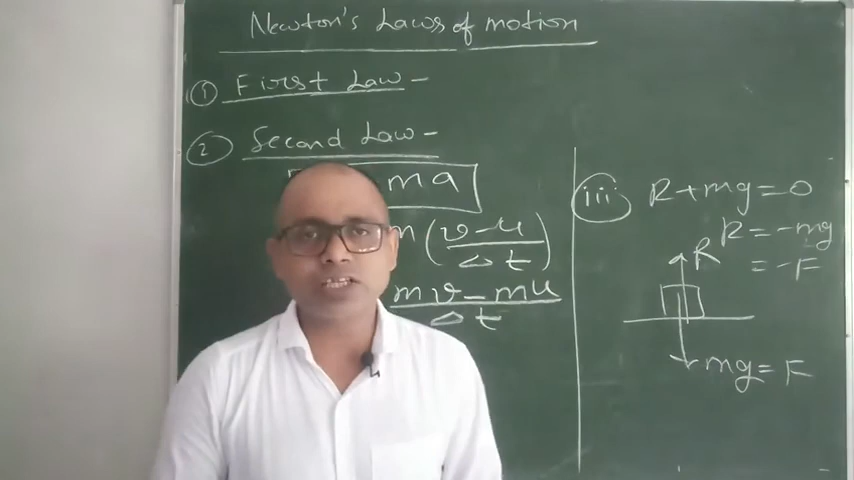 Newton's Laws of motion
① First Law -
② Second Law -
ma
m (v-u / Δt)
mv - mu / Δt
iii R+mg=0
R=-mg
=-F
R
mg=F